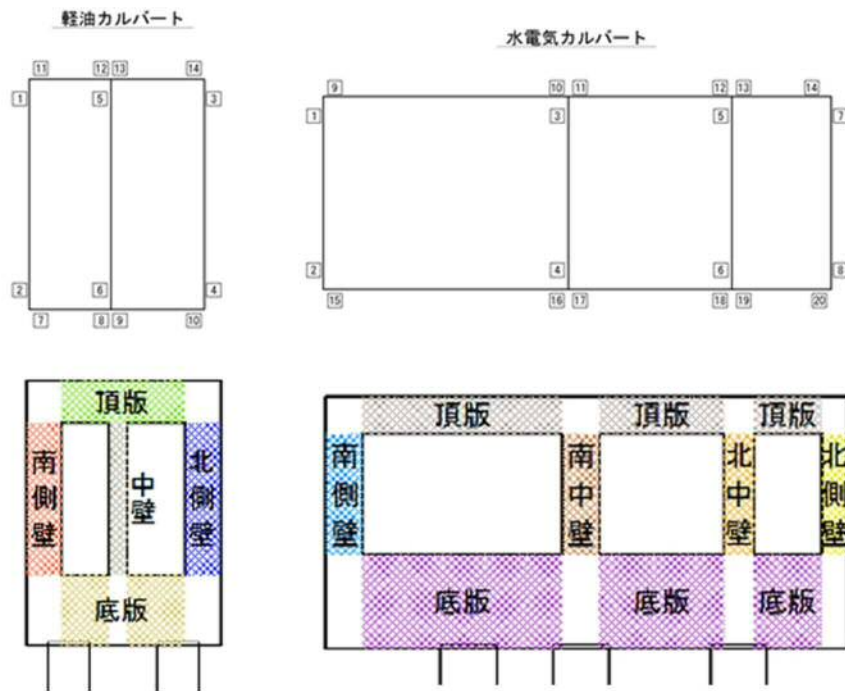 軽油カルバート
水電気カルバート
11 12 13 14
1 5 3
2 6 4
7 8 9 10
9 10 11 12 13 14
1 3 5 7
2 4 6 8
15 16 17 18 19 20
頂版
南側壁
中壁
北側壁
底版
頂版 頂版 頂版
南側壁
南中壁
北中壁
北側壁
底版 底版 底版